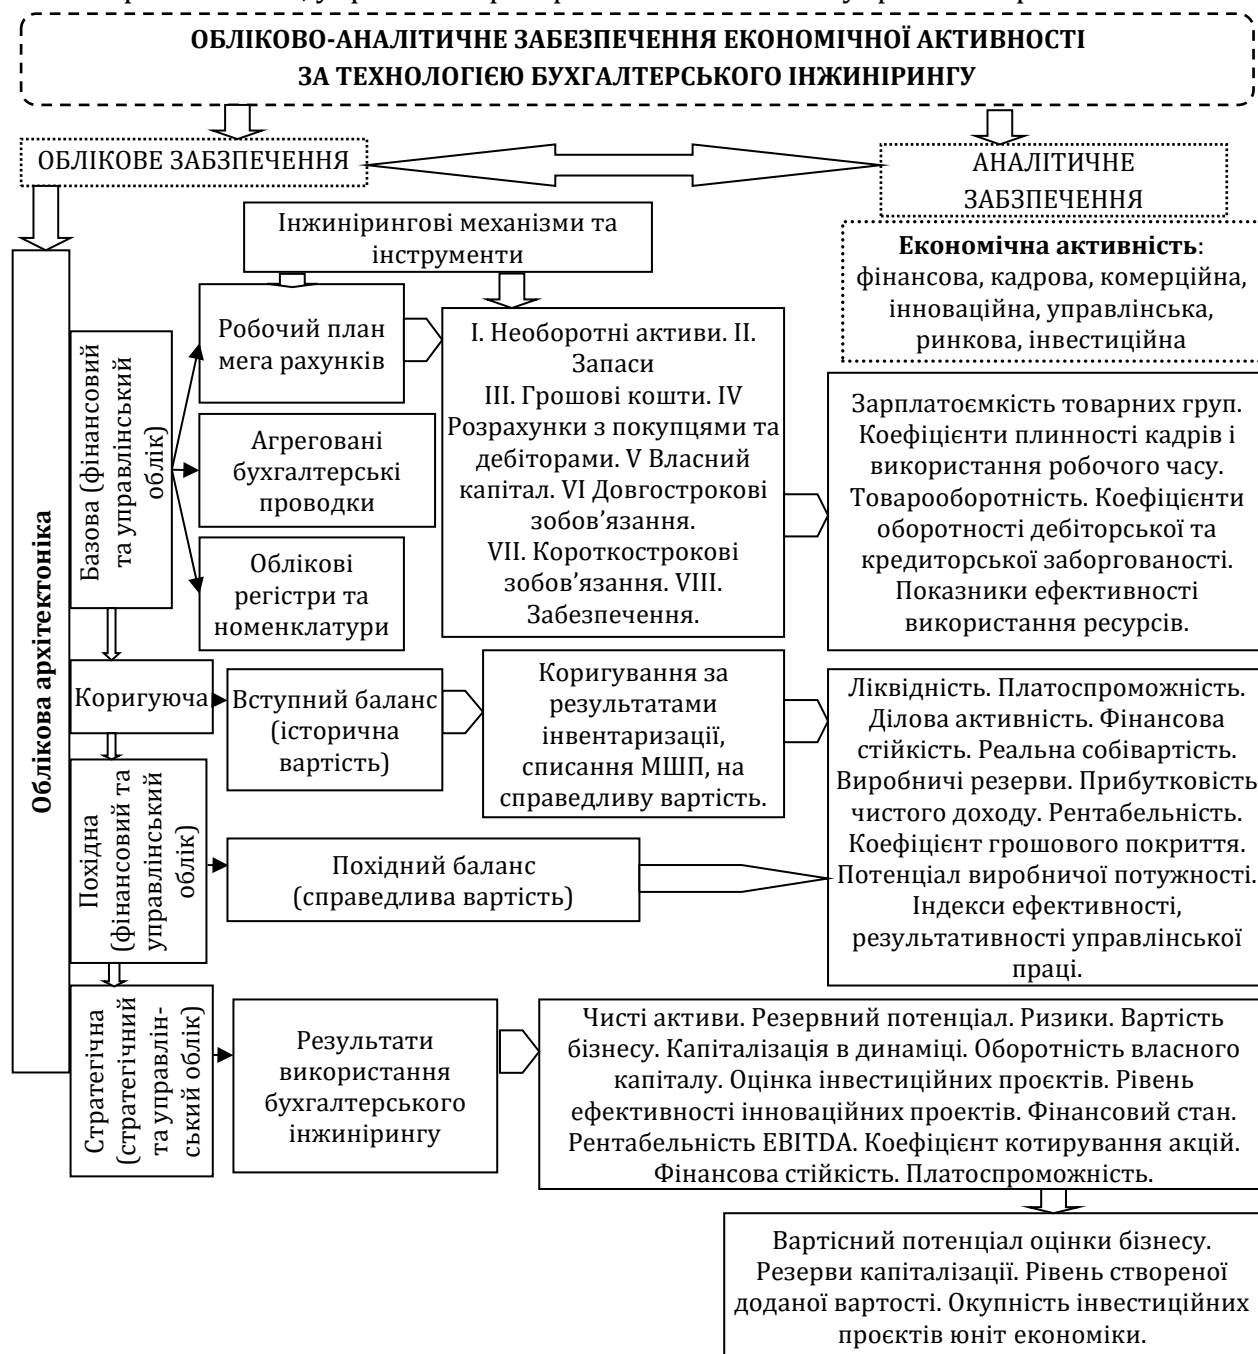 ОБЛІКОВО-АНАЛІТИЧНЕ ЗАБЕЗПЕЧЕННЯ ЕКОНОМІЧНОЇ АКТИВНОСТІ
ЗА ТЕХНОЛОГІЄЮ БУХГАЛТЕРСЬКОГО ІНЖИНІРИНГУ
ОБЛІКОВЕ ЗАБЗПЕЧЕННЯ
АНАЛІТИЧНЕ
ЗАБЗПЕЧЕННЯ
Інжинірингові механізми та
інструменти
Економічна активність:
фінансова, кадрова, комерційна,
інноваційна, управлінська,
ринкова, інвестиційна
Облікова архітектоніка
Базова (фінансовий
та управлінський
облік)
Робочий план
мега рахунків
Агреговані
бухгалтерські
проводки
Облікові
регістри та
номенклатури
І. Необоротні активи. ІІ.
Запаси
ІІІ. Грошові кошти. IV
Розрахунки з покупцями та
дебіторами. V Власний
капітал. VI Довгострокові
зобов’язання.
VII. Короткострокові
зобов’язання. VIII.
Забезпечення.
Зарплатоємкість товарних груп.
Коефіцієнти плинності кадрів і
використання робочого часу.
Товарооборотність. Коефіцієнти
оборотності дебіторської та
кредиторської заборгованості.
Показники ефективності
використання ресурсів.
Коригуюча
Вступний баланс
(історична
вартість)
Коригування за
результатами
інвентаризації,
списання МШП, на
справедливу вартість.
Ліквідність. Платоспроможність.
Ділова активність. Фінансова
стійкість. Реальна собівартість.
Виробничі резерви. Прибутковість
чистого доходу. Рентабельність.
Коефіцієнт грошового покриття.
Потенціал виробничої потужності.
Індекси ефективності,
результативності управлінської
праці.
Похідна
(фінансовий та
управлінський
облік)
Похідний баланс
(справедлива вартість)
Стратегічна
(стратегічний
та управлін-
ський облік)
Результати
використання
бухгалтерського
інжинірингу
Чисті активи. Резервний потенціал. Ризики. Вартість
бізнесу. Капіталізація в динаміці. Оборотність власного
капіталу. Оцінка інвестиційних проєктів. Рівень
ефективності інноваційних проектів. Фінансовий стан.
Рентабельність EBITDA. Коефіцієнт котирування акцій.
Фінансова стійкість. Платоспроможність.
Вартісний потенціал оцінки бізнесу.
Резерви капіталізації. Рівень створеної
доданої вартості. Окупність інвестиційних
проєктів юніт економіки.